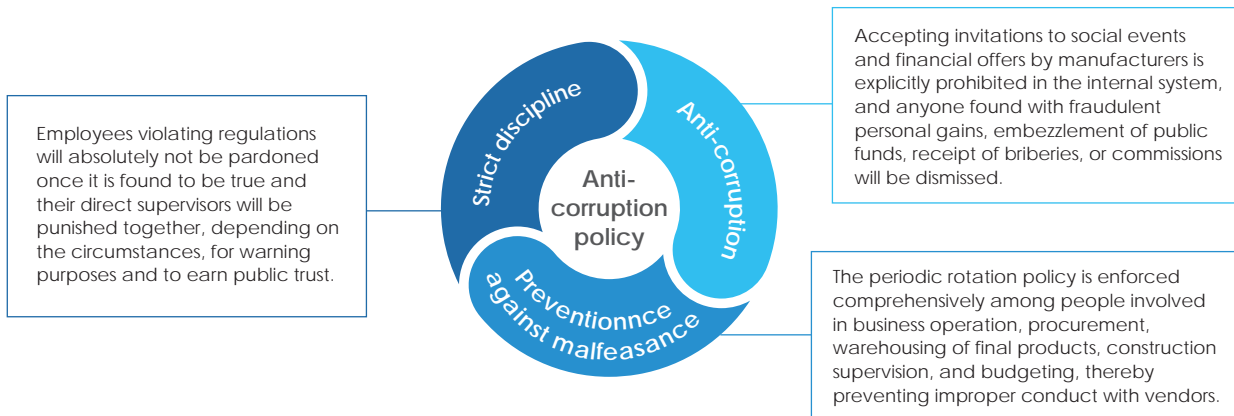 Employees violating regulations
will absolutely not be pardoned
once it is found to be true and
their direct supervisors will be
punished together, depending on
the circumstances, for warning
purposes and to earn public trust.
Strict discipline
Anti-corruption
Preventionnce
against malfeasance
Anti-
corruption
policy
Accepting invitations to social events
and financial offers by manufacturers is
explicitly prohibited in the internal system,
and anyone found with fraudulent
personal gains, embezzlement of public
funds, receipt of briberies, or commissions
will be dismissed.
The periodic rotation policy is enforced
comprehensively among people involved
in business operation, procurement,
warehousing of final products, construction
supervision, and budgeting, thereby
preventing improper conduct with vendors.